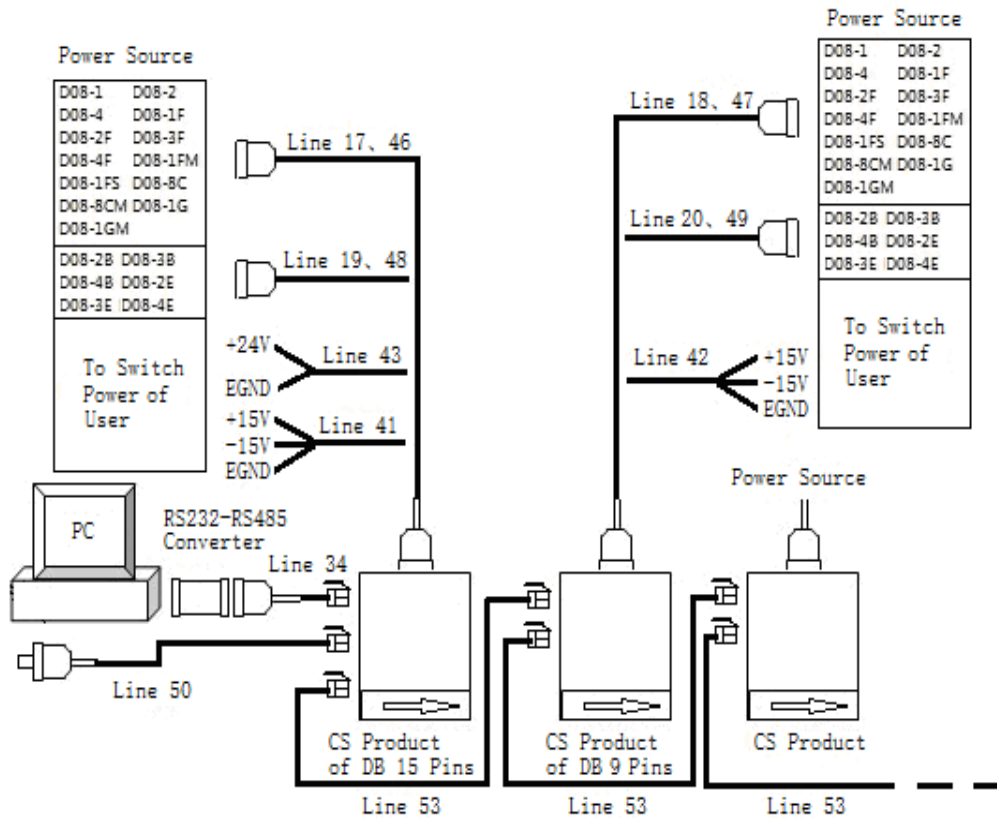 Power Source
D08-1 D08-2
D08-4 D08-1F
D08-2F D08-3F
D08-4F D08-1FM
D08-1FS D08-8C
D08-8CM D08-1G
D08-1GM
D08-2B D08-3B
D08-4B D08-2E
D08-3E D08-4E
To Switch
Power of
User
Line 17、46
Line 19、48
+24V
EGND
Line 43
+15V
-15V
EGND
Line 41
Power Source
D08-1 D08-2
D08-4 D08-1F
D08-2F D08-3F
D08-4F D08-1FM
D08-1FS D08-8C
D08-8CM D08-1G
D08-1GM
D08-2B D08-3B
D08-4B D08-2E
D08-3E D08-4E
To Switch
Power of
User
Line 18、47
Line 20、49
Line 42
+15V
-15V
EGND
Power Source
PC
RS232-RS485
Converter
Line 34
Line 50
CS Product
of DB 15 Pins
CS Product
of DB 9 Pins
CS Product
Line 53
Line 53
Line 53